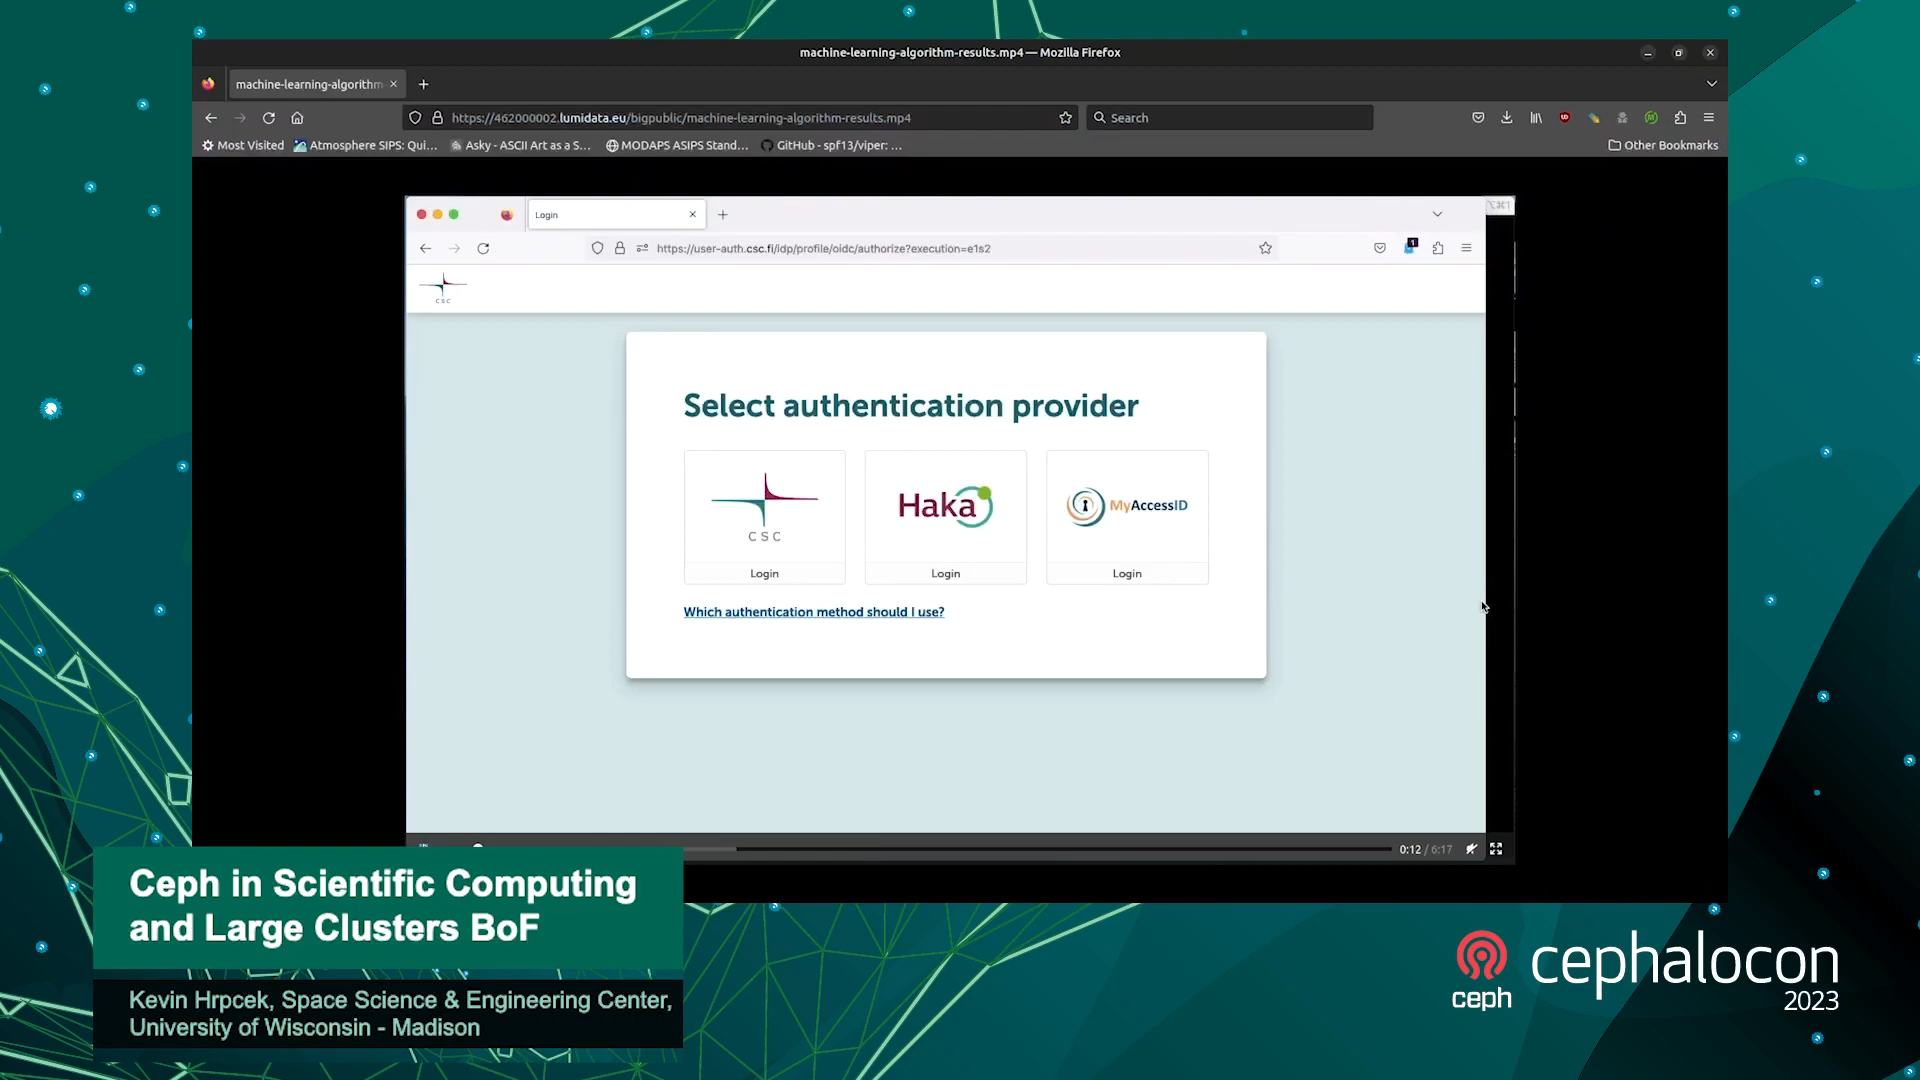 machine-learning-algorithm-results.mp4 — Mozilla Firefox
machine-learning-algorithm
https://462000002.lumidata.eu/bigpublic/machine-learning-algorithm-results.mp4
Search
Most Visited
Atmosphere SIPS: Qui...
Asky - ASCII Art as a S...
MODAPS ASIPS Stand...
GitHub - spf13/viper: ...
Other Bookmarks
Login
⌥⌘1
https://user-auth.csc.fi/idp/profile/oidc/authorize?execution=e1s2
1
CSC
Select authentication provider
CSC
Haka
MyAccessID
Login
Login
Login
Which authentication method should I use?
0:12 / 6:17
Ceph in Scientific Computing
and Large Clusters BoF
Kevin Hrpcek, Space Science & Engineering Center,
University of Wisconsin - Madison
ceph
cephalocon
2023